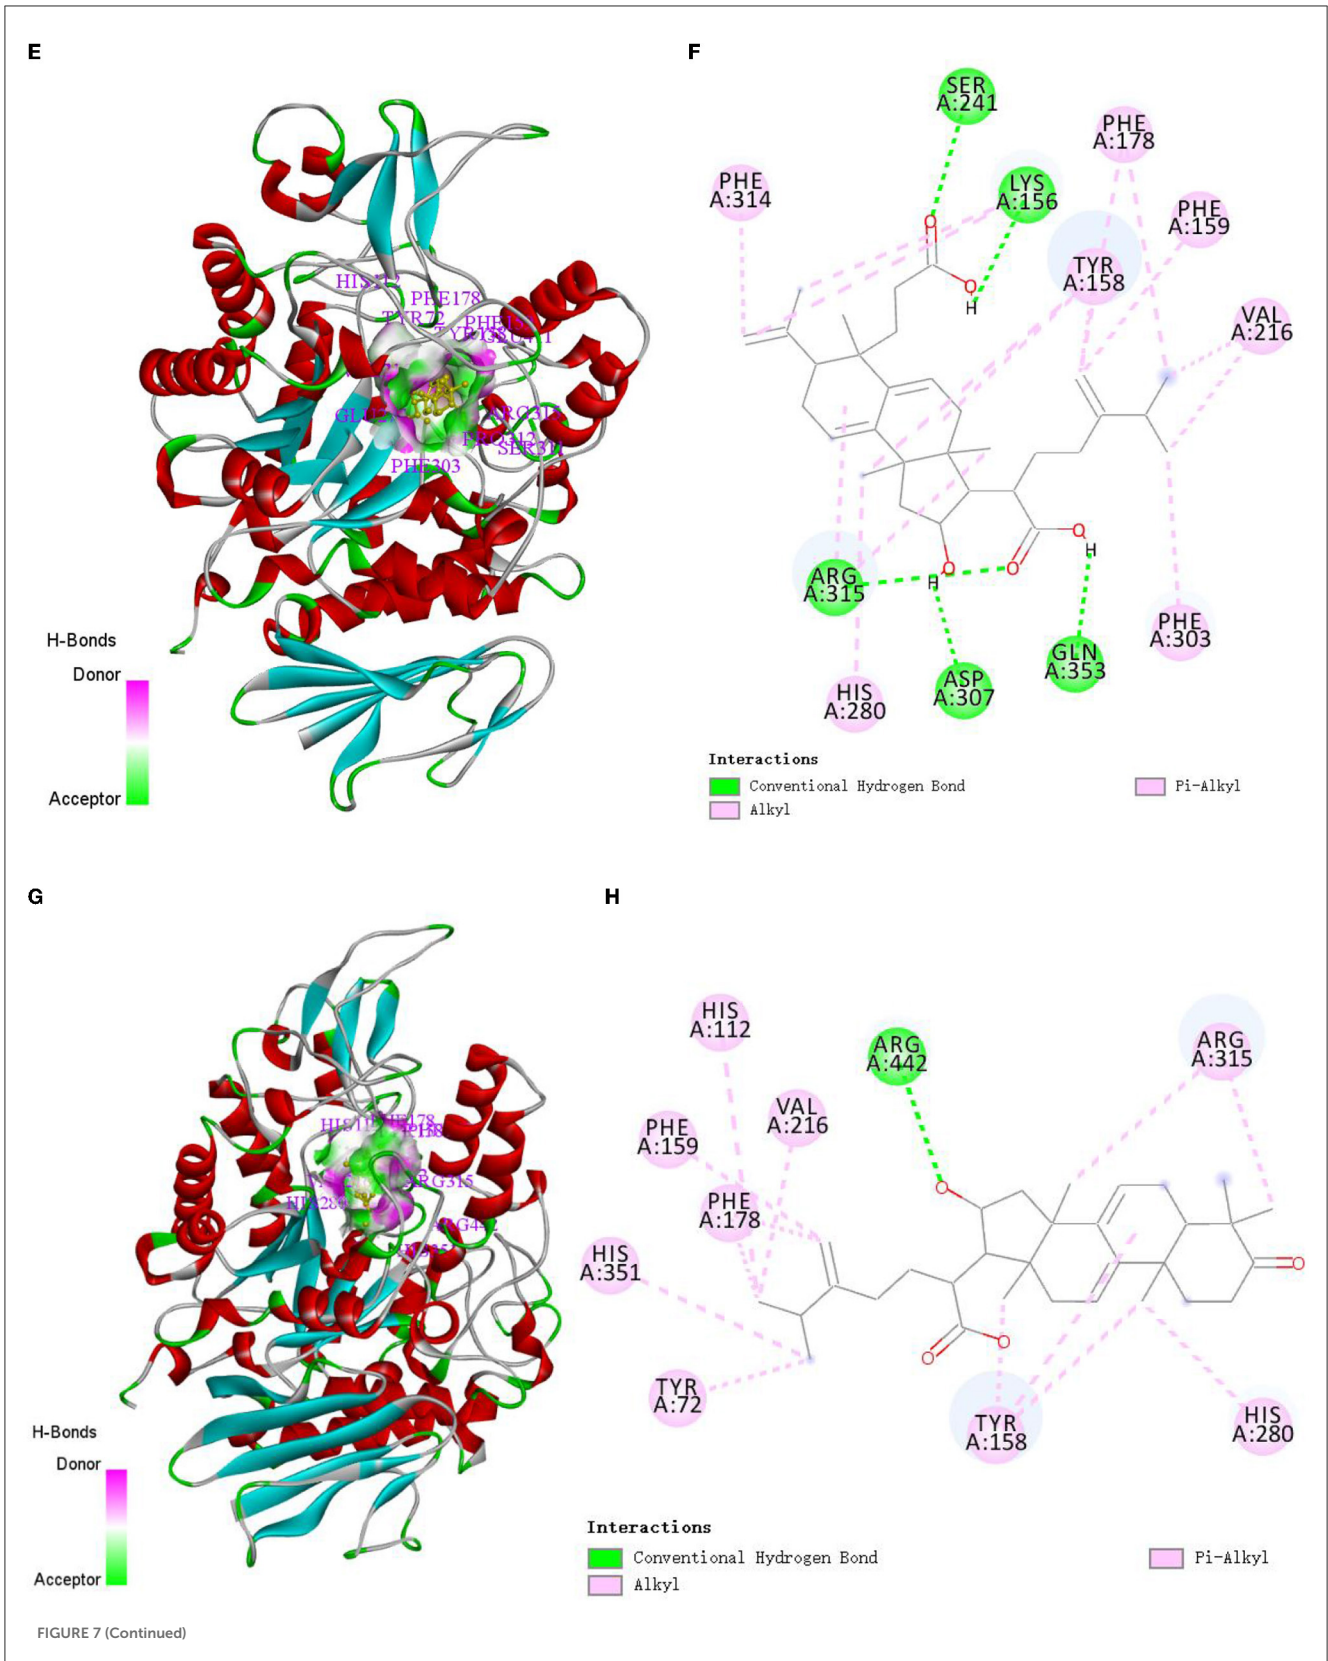 E
F
SER
A:241
PHE
A:178
PHE
A:314
LYS
A:156
PHE
A:159
TYR
A:158
VAL
A:216
PHE178
TYR72
ARG315
PRO312
SER311
PHE303
O
O
H
O
H
O
H
O
ARG
A:315
HIS
A:280
ASP
A:307
GLN
A:353
PHE
A:303
H-Bonds
Donor
Acceptor
Interactions
Conventional Hydrogen Bond
Alkyl
Pi-Alkyl
G
H
HIS
A:112
ARG
A:442
ARG
A:315
PHE
A:159
VAL
A:216
PHE
A:178
HIS
A:351
TYR
A:72
TYR
A:158
HIS
A:280
O
O
O
O
ARG315
ARG442
H-Bonds
Donor
Acceptor
Interactions
Conventional Hydrogen Bond
Alkyl
Pi-Alkyl
FIGURE 7 (Continued)